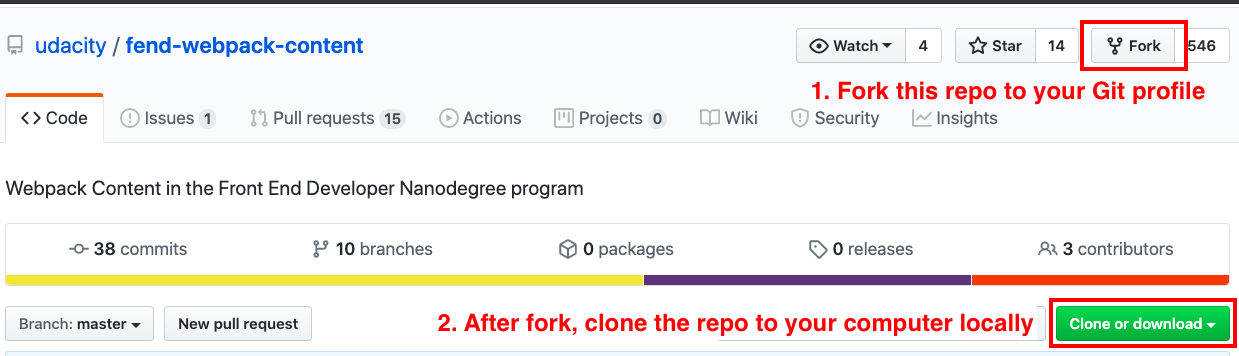 udacity / fend-webpack-content Watch 4 Star 14 Fork 546
1. Fork this repo to your Git profile
Code Issues 1 Pull requests 15 Actions Projects 0 Wiki Security Insights
Webpack Content in the Front End Developer Nanodegree program
38 commits 10 branches 0 packages 0 releases 3 contributors
Branch: master New pull request 2. After fork, clone the repo to your computer locally Clone or download